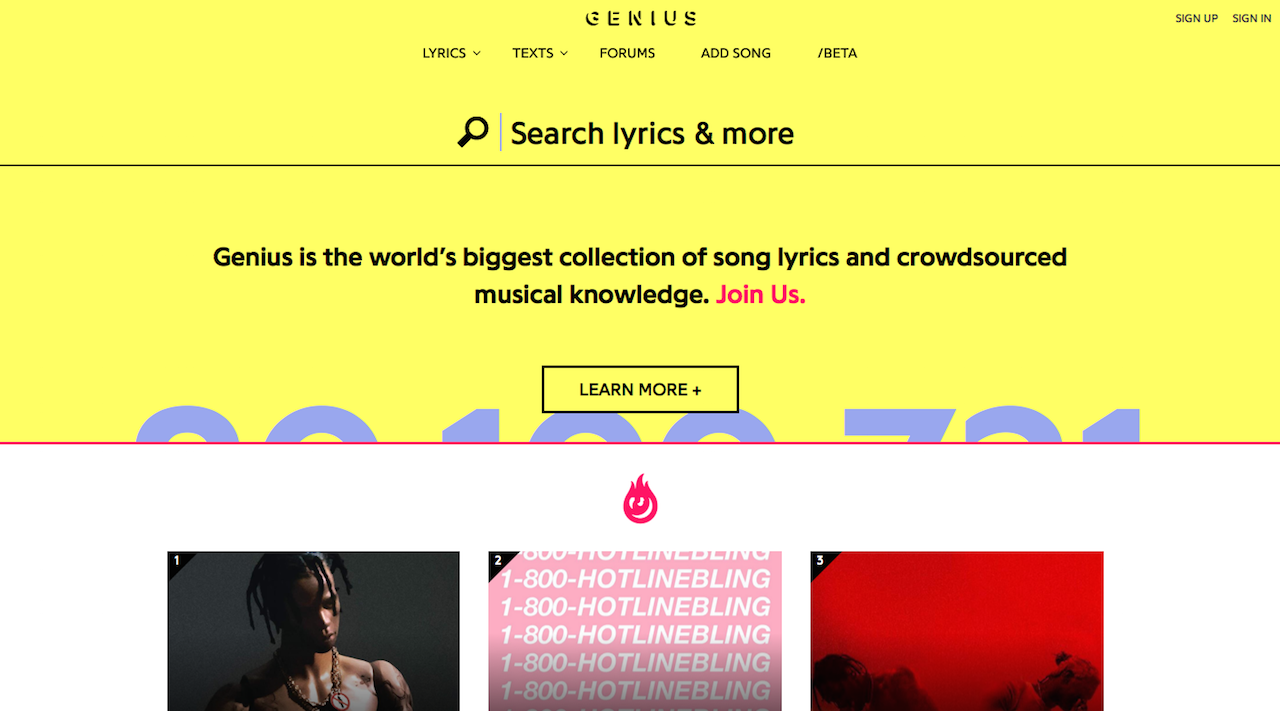 GENIUS
SIGN UP SIGN IN
LYRICS TEXTS FORUMS ADD SONG /BETA
Search lyrics & more
Genius is the world's biggest collection of song lyrics and crowdsourced
musical knowledge. Join Us.
LEARN MORE +
1 2 3
1-800-HOTLINEBLING
1-800-HOTLINEBLING
1-800-HOTLINEBLING
1-800-HOTLINEBLING
1-800-HOTLINEBLING
1-800-HOTLINEBLING